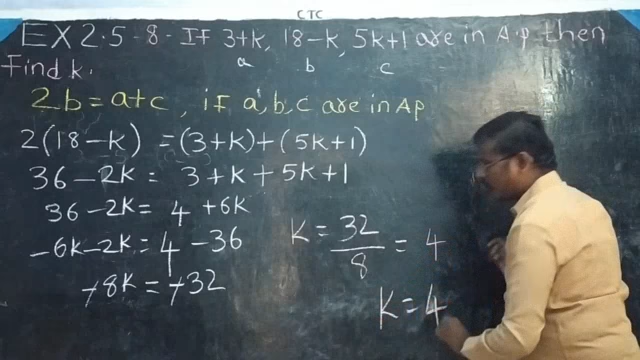 CTC
EX 2.5-8- If 3+k, 18-k, 5k+1 are in A.p then
find k.
a b c
2b = a+c, if a, b, c are in Ap
2(18-k) = (3+k)+(5k+1)
36-2k = 3+k+5k+1
36-2k = 4+6k
-6k-2k = 4-36
-8k = -32
k = 32/8 = 4
k = 4